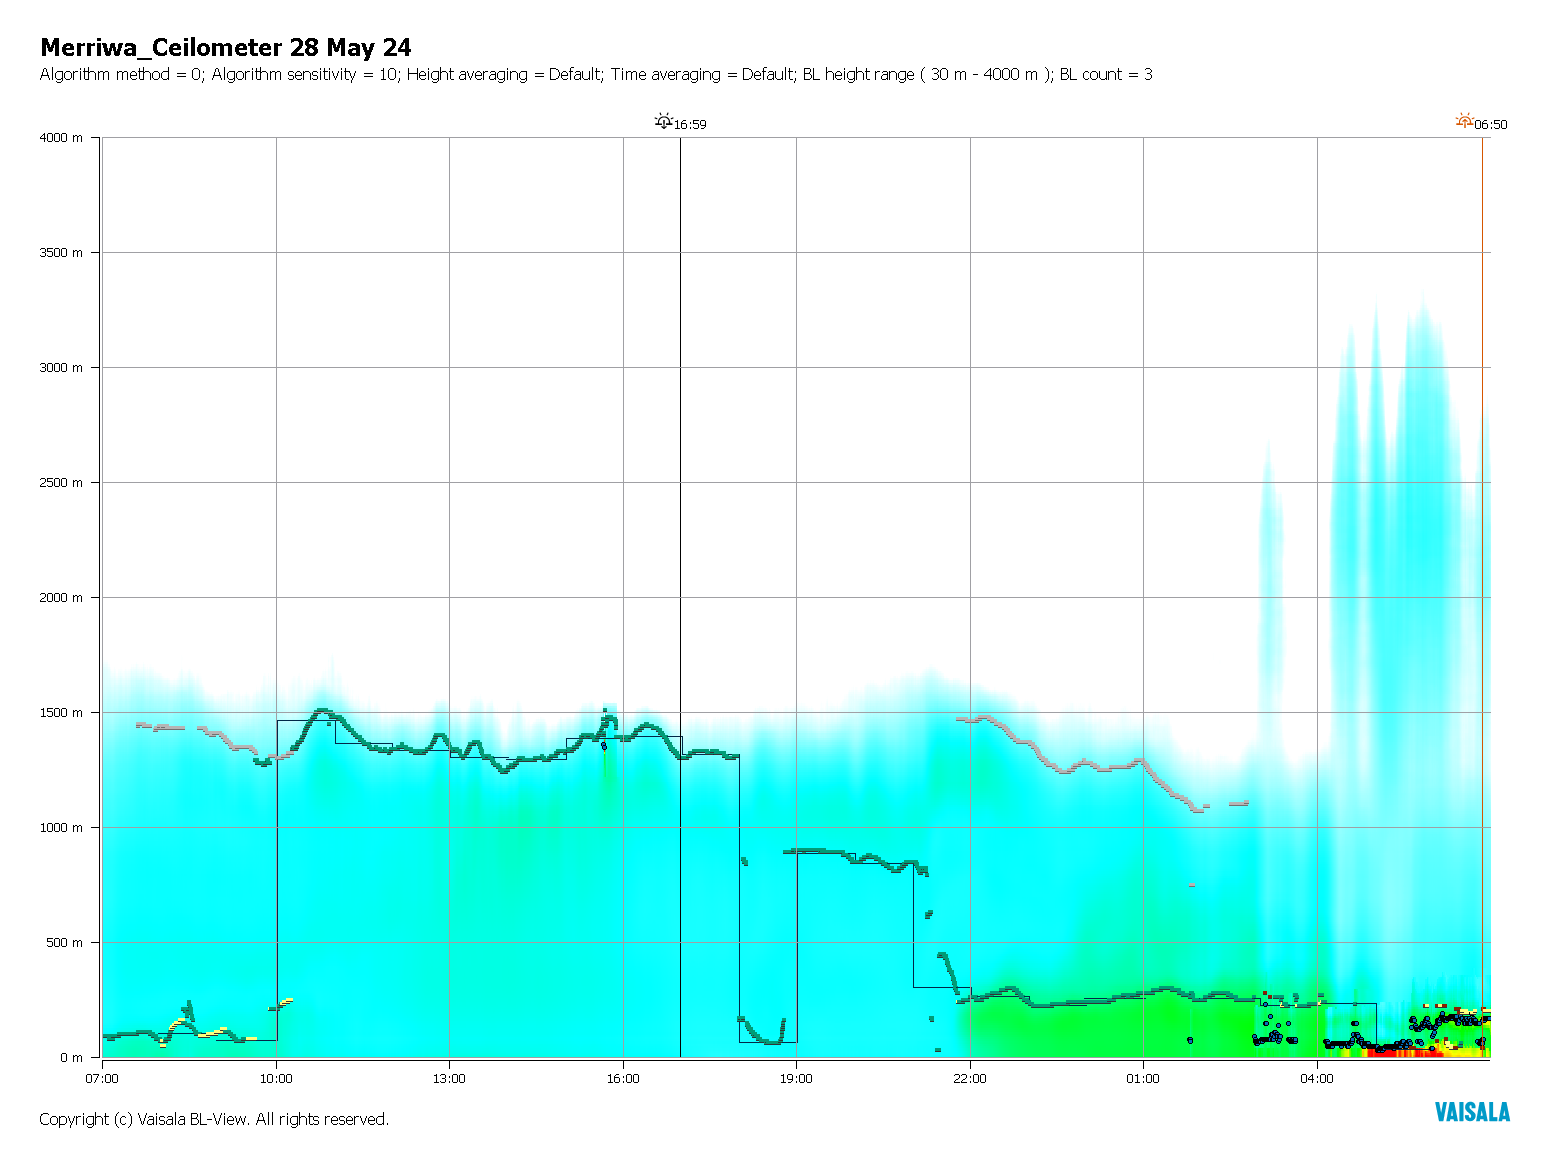 Merriwa_Ceilometer 28 May 24
Algorithm method = 0; Algorithm sensitivity = 10; Height averaging = Default; Time averaging = Default; BL height range ( 30 m - 4000 m ); BL count = 3
16:59
06:50
4000 m
3500 m
3000 m
2500 m
2000 m
1500 m
1000 m
500 m
0 m
07:00 10:00 13:00 16:00 19:00 22:00 01:00 04:00
Copyright (c) Vaisala BL-View. All rights reserved.
VAISALA